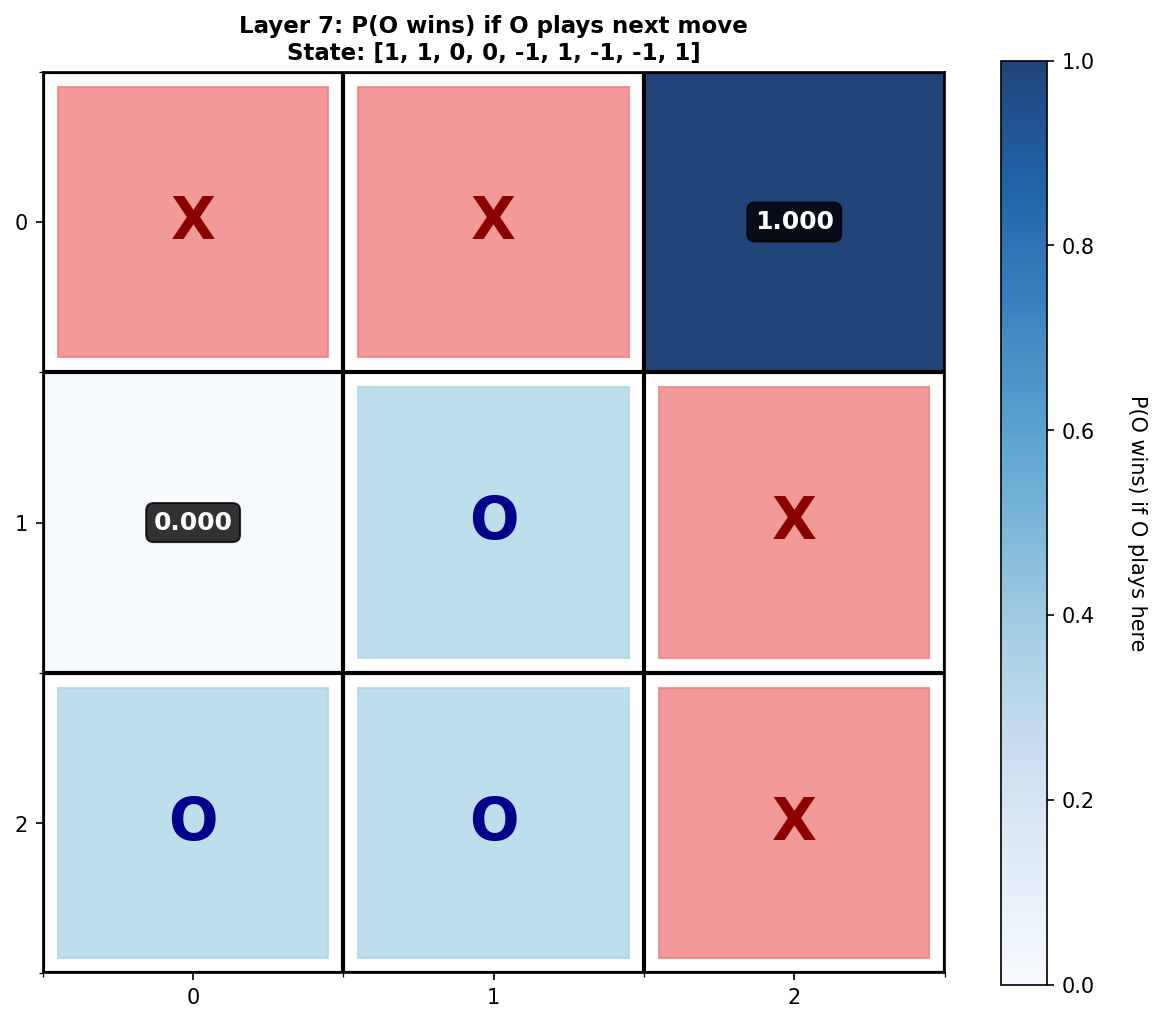 Layer 7: P(O wins) if O plays next move
State: [1, 1, 0, 0, -1, 1, -1, -1, 1]
0
X
X
1.000
1
0.000
O
X
2
O
O
X
0
1
2
1.0
0.8
0.6
0.4
0.2
0.0
P(O wins) if O plays here